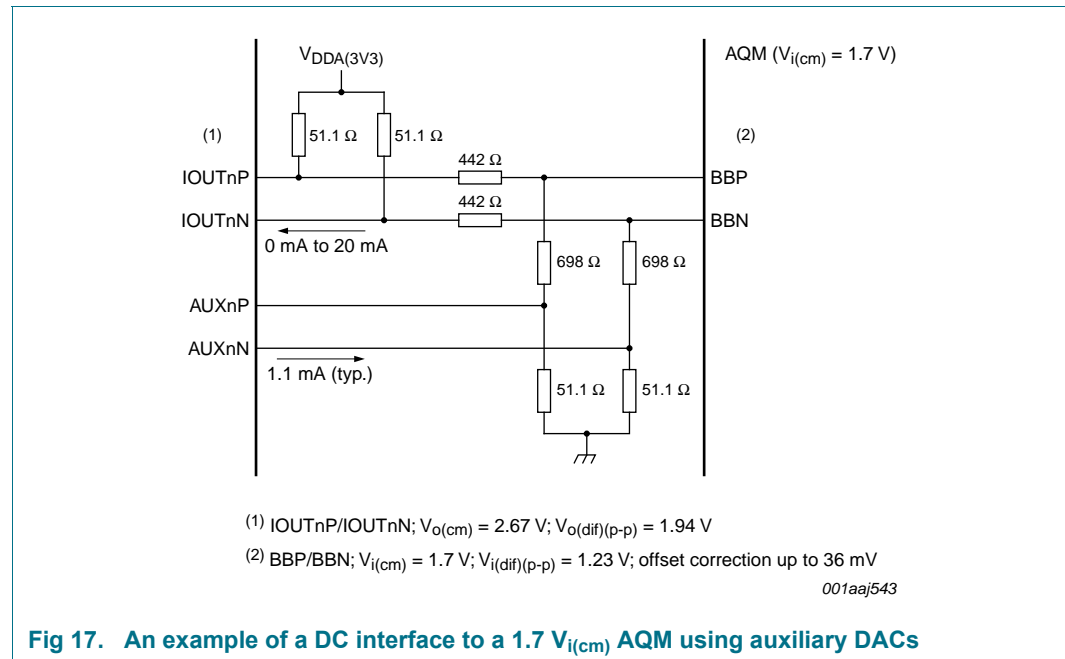 VDDA(3V3)
AQM (Vi(cm) = 1.7 V)
(1)
51.1 Ω
51.1 Ω
(2)
442 Ω
IOUTnP
BBP
442 Ω
IOUTnN
BBN
0 mA to 20 mA
698 Ω
698 Ω
AUXnP
AUXnN
1.1 mA (typ.)
51.1 Ω
51.1 Ω
(1) IOUTnP/IOUTnN; Vo(cm) = 2.67 V; Vo(dif)(p-p) = 1.94 V
(2) BBP/BBN; Vi(cm) = 1.7 V; Vi(dif)(p-p) = 1.23 V; offset correction up to 36 mV
001aaj543
Fig 17. An example of a DC interface to a 1.7 Vi(cm) AQM using auxiliary DACs